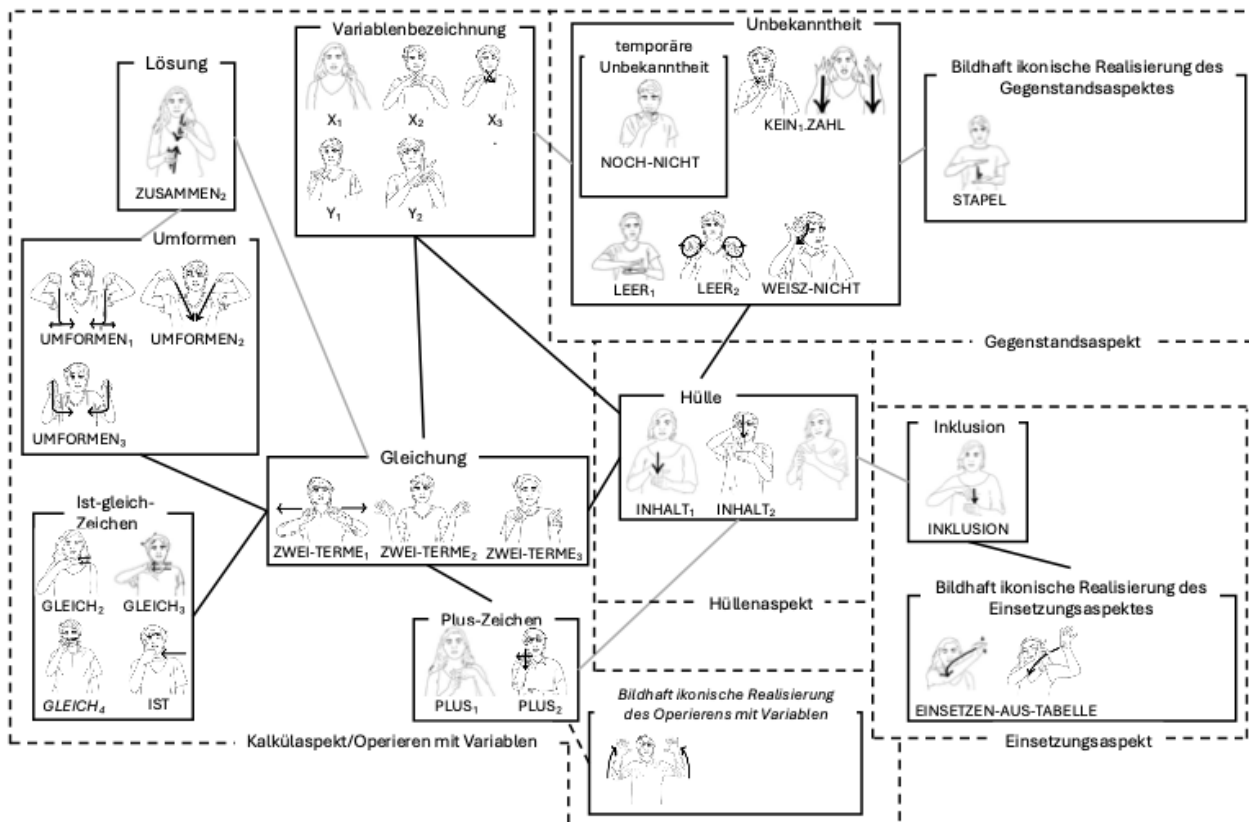 Variablenbezeichnung
Unbekanntheit
Lösung
temporäre
Unbekanntheit
Bildhaft ikonische Realisierung des
Gegenstandsaspektes
X₁
X₂
X₃
KEIN₁.ZAHL
NOCH-NICHT
ZUSAMMEN₂
STAPEL
Y₁
Y₂
Umformen
LEER₁
LEER₂
WEISZ-NICHT
UMFORMEN₁
UMFORMEN₂
Gegenstandsaspekt
UMFORMEN₃
Hülle
Inklusion
Gleichung
INHALT₁
INHALT₂
INKLUSION
Ist-gleich-
Zeichen
ZWEI-TERME₁
ZWEI-TERME₂
ZWEI-TERME₃
GLEICH₂
GLEICH₃
Bildhaft ikonische Realisierung des
Einsetzungsaspektes
Hüllenaspekt
Plus-Zeichen
GLEICH₄
IST
PLUS₁
PLUS₂
Bildhaft ikonische Realisierung
des Operierens mit Variablen
EINSETZEN-AUS-TABELLE
Kalkülaspekt/Operieren mit Variablen
Einsetzungsaspekt